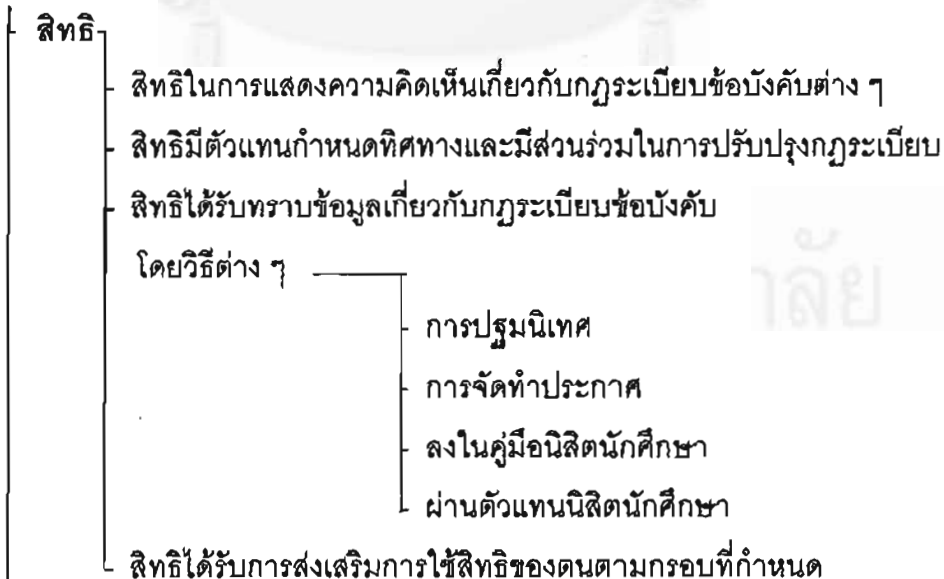 สิทธิ
สิทธิในการแสดงความคิดเห็นเกี่ยวกับกฎระเบียบข้อบังคับต่าง ๆ
สิทธิมีตัวแทนกำหนดทิศทางและมีส่วนร่วมในการปรับปรุงกฎระเบียบ
สิทธิได้รับทราบข้อมูลเกี่ยวกับกฎระเบียบข้อบังคับ
โดยวิธีต่าง ๆ
การปฐมนิเทศ
การจัดทำประกาศ
ลงในคู่มือนิสิตนักศึกษา
ผ่านตัวแทนนิสิตนักศึกษา
สิทธิได้รับการส่งเสริมการใช้สิทธิของตนตามกรอบที่กำหนด